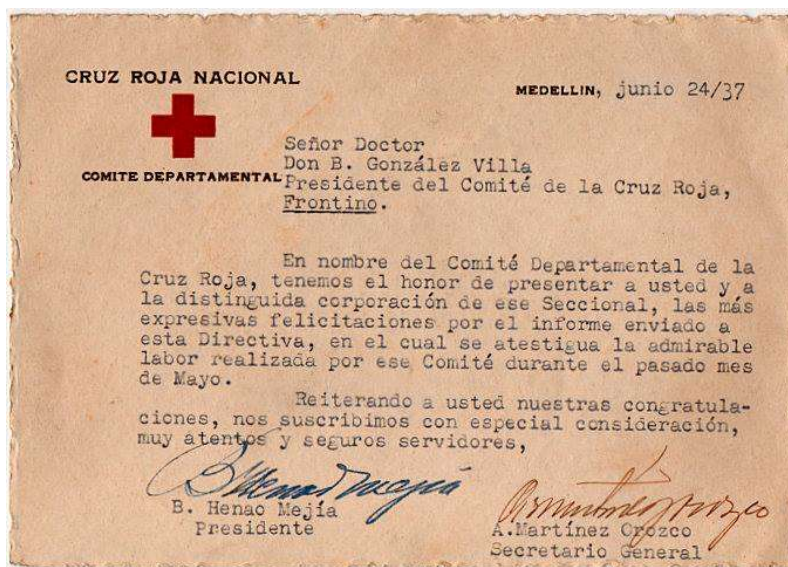 CRUZ ROJA NACIONAL
COMITE DEPARTAMENTAL
MEDELLIN, junio 24/37
Señor Doctor
Don B. González Villa
Presidente del Comité de la Cruz Roja,
Frontino.
En nombre del Comité Departamental de la
Cruz Roja, tenemos el honor de presentar a usted y a
la distinguida corporación de ese Seccional, las más
expresivas felicitaciones por el informe enviado a
esta Directiva, en el cual se atestigua la admirable
labor realizada por ese Comité durante el pasado mes
de Mayo.
Reiterando a usted nuestras congratula-
ciones, nos suscribimos con especial consideración,
muy atentos y seguros servidores,
B Henao Mejía
B. Henao Mejía
Presidente
A Martínez Orozco
A.Martínez Orozco
Secretario General